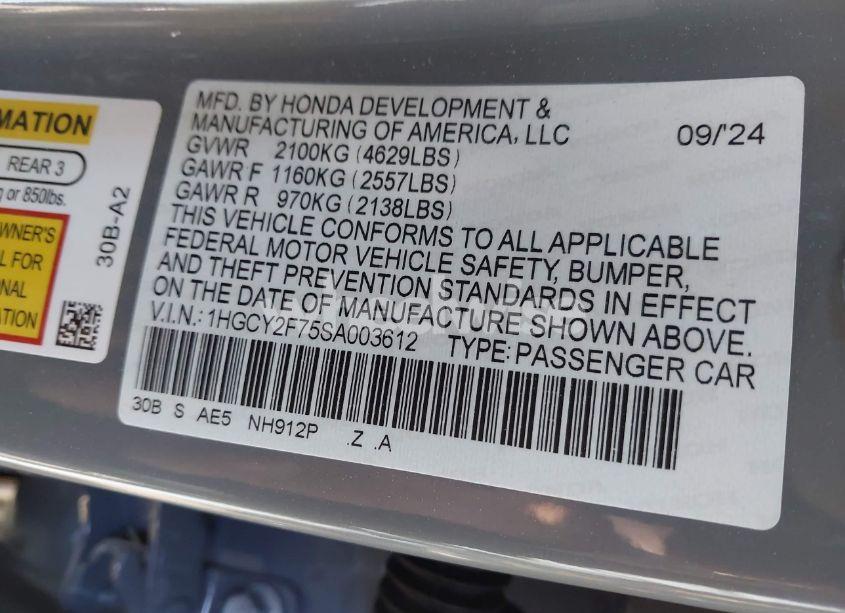 MATION
REAR 3
or 850lbs.
WNER'S
L FOR
NAL
ATION
30B-A2
MFD. BY HONDA DEVELOPMENT &
MANUFACTURING OF AMERICA, LLC 09/'24
GVWR 2100KG (4629LBS)
GAWR F 1160KG (2557LBS)
GAWR R 970KG (2138LBS)
THIS VEHICLE CONFORMS TO ALL APPLICABLE
FEDERAL MOTOR VEHICLE SAFETY, BUMPER,
AND THEFT PREVENTION STANDARDS IN EFFECT
ON THE DATE OF MANUFACTURE SHOWN ABOVE.
V.I.N.: 1HGCY2F75SA003612 TYPE: PASSENGER CAR
30B S AE5 NH912P .Z .A